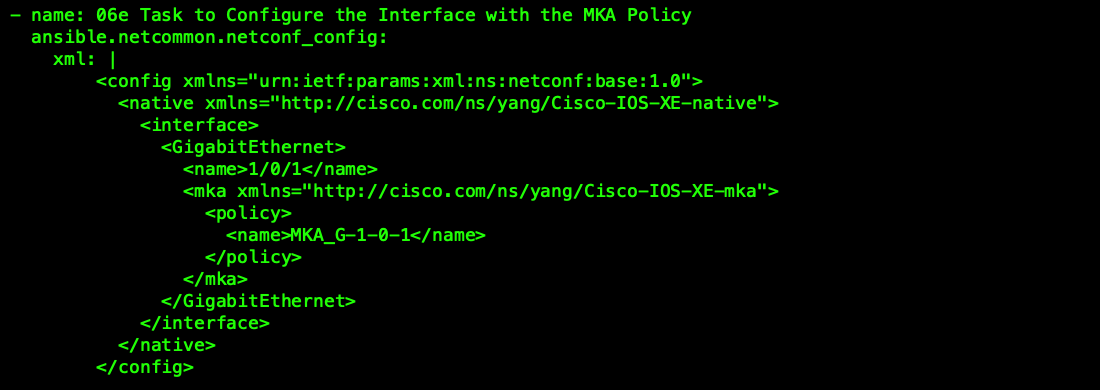 - name: 06e Task to Configure the Interface with the MKA Policy
  ansible.netcommon.netconf_config:
    xml: |
        <config xmlns="urn:ietf:params:xml:ns:netconf:base:1.0">
          <native xmlns="http://cisco.com/ns/yang/Cisco-IOS-XE-native">
            <interface>
              <GigabitEthernet>
                <name>1/0/1</name>
                <mka xmlns="http://cisco.com/ns/yang/Cisco-IOS-XE-mka">
                  <policy>
                    <name>MKA_G-1-0-1</name>
                  </policy>
                </mka>
              </GigabitEthernet>
            </interface>
          </native>
        </config>